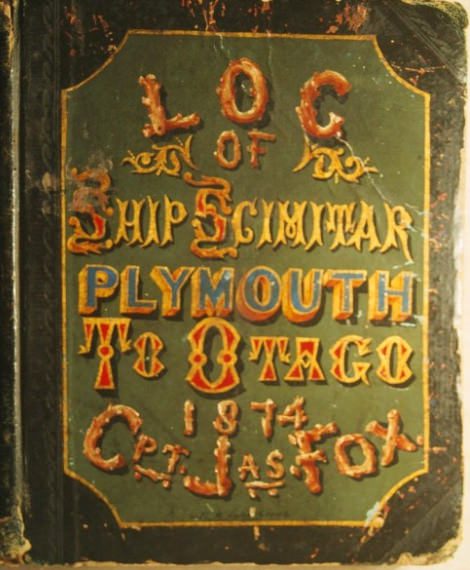 LOG
OF
SHIP SCIMITAR
PLYMOUTH
TO OTAGO
1874
CPT. JAS FOX.